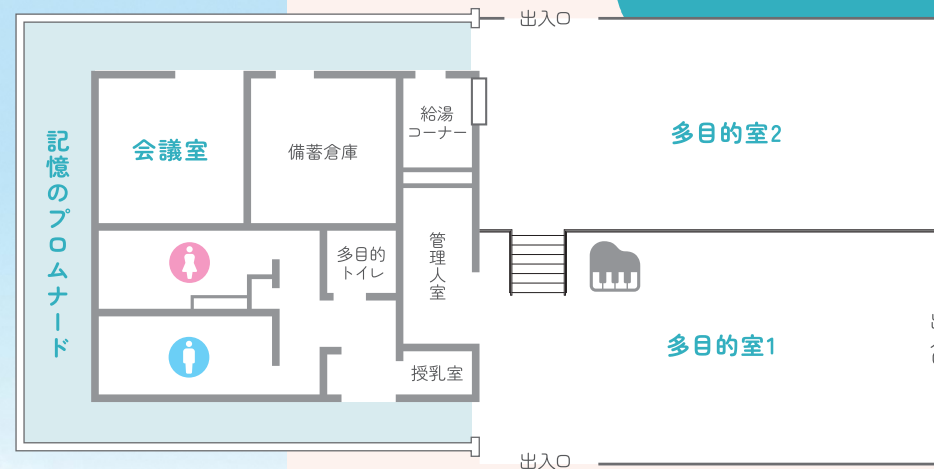 出入口
記憶のプロムナード
会議室
備蓄倉庫
給湯
コーナー
多目的室2
多目的
トイレ
管理人室
多目的室1
授乳室
出入口